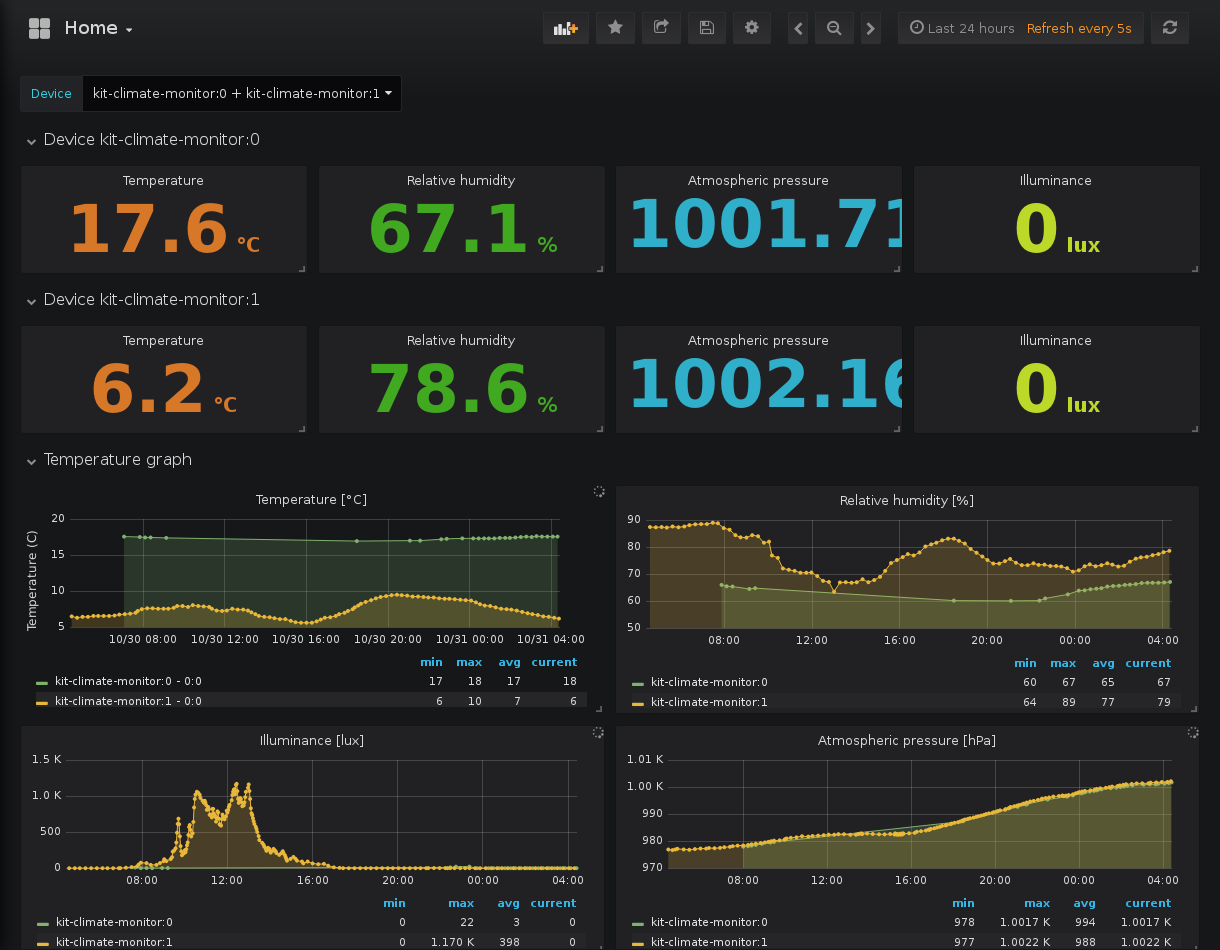 Home
Last 24 hours Refresh every 5s
Device kit-climate-monitor:0 + kit-climate-monitor:1
Device kit-climate-monitor:0
Temperature Relative humidity Atmospheric pressure Illuminance
17.6 °C 67.1 % 1001.71 0 lux
Device kit-climate-monitor:1
Temperature Relative humidity Atmospheric pressure Illuminance
6.2 °C 78.6 % 1002.16 0 lux
Temperature graph
Temperature [°C]
Temperature (C)
20
15
10
5
10/30 08:00 10/30 12:00 10/30 16:00 10/30 20:00 10/31 00:00 10/31 04:00
min max avg current
kit-climate-monitor:0 - 0:0 17 18 17 18
kit-climate-monitor:1 - 0:0 6 10 7 6
Relative humidity [%]
90
80
70
60
50
08:00 12:00 16:00 20:00 00:00 04:00
min max avg current
kit-climate-monitor:0 60 67 65 67
kit-climate-monitor:1 64 89 77 79
Illuminance [lux]
1.5 K
1.0 K
500
0
08:00 12:00 16:00 20:00 00:00 04:00
min max avg current
kit-climate-monitor:0 0 22 3 0
kit-climate-monitor:1 0 1.170 K 398 0
Atmospheric pressure [hPa]
1.01 K
1.00 K
990
980
970
08:00 12:00 16:00 20:00 00:00 04:00
min max avg current
kit-climate-monitor:0 978 1.0017 K 994 1.0017 K
kit-climate-monitor:1 977 1.0022 K 988 1.0022 K